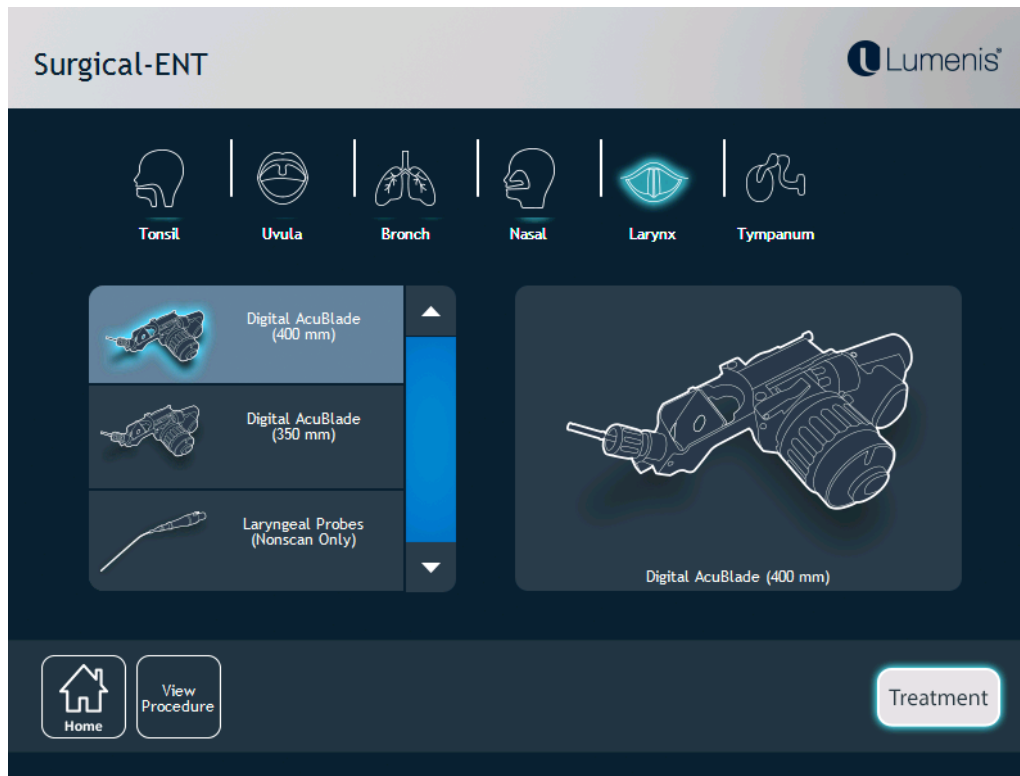 Surgical-ENT
Lumenis®
Tonsil
Uvula
Bronch
Nasal
Larynx
Tympanum
Digital AcuBlade
(400 mm)
Digital AcuBlade
(350 mm)
Laryngeal Probes
(Nonscan Only)
Digital AcuBlade (400 mm)
Home
View
Procedure
Treatment